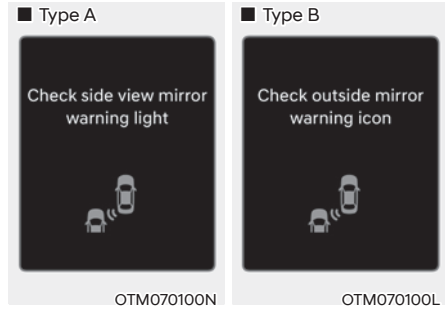 ■ Type A
Check side view mirror
warning light
OTM070100N
■ Type B
Check outside mirror
warning icon
OTM070100L